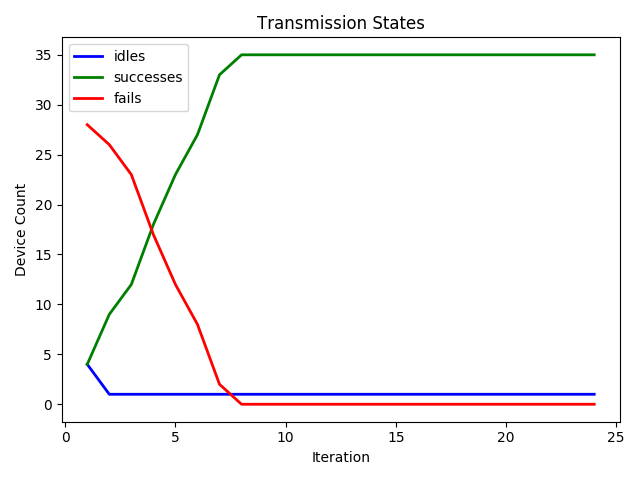 Transmission States
idles
successes
fails
Device Count
35
30
25
20
15
10
5
0
0 5 10 15 20 25
Iteration